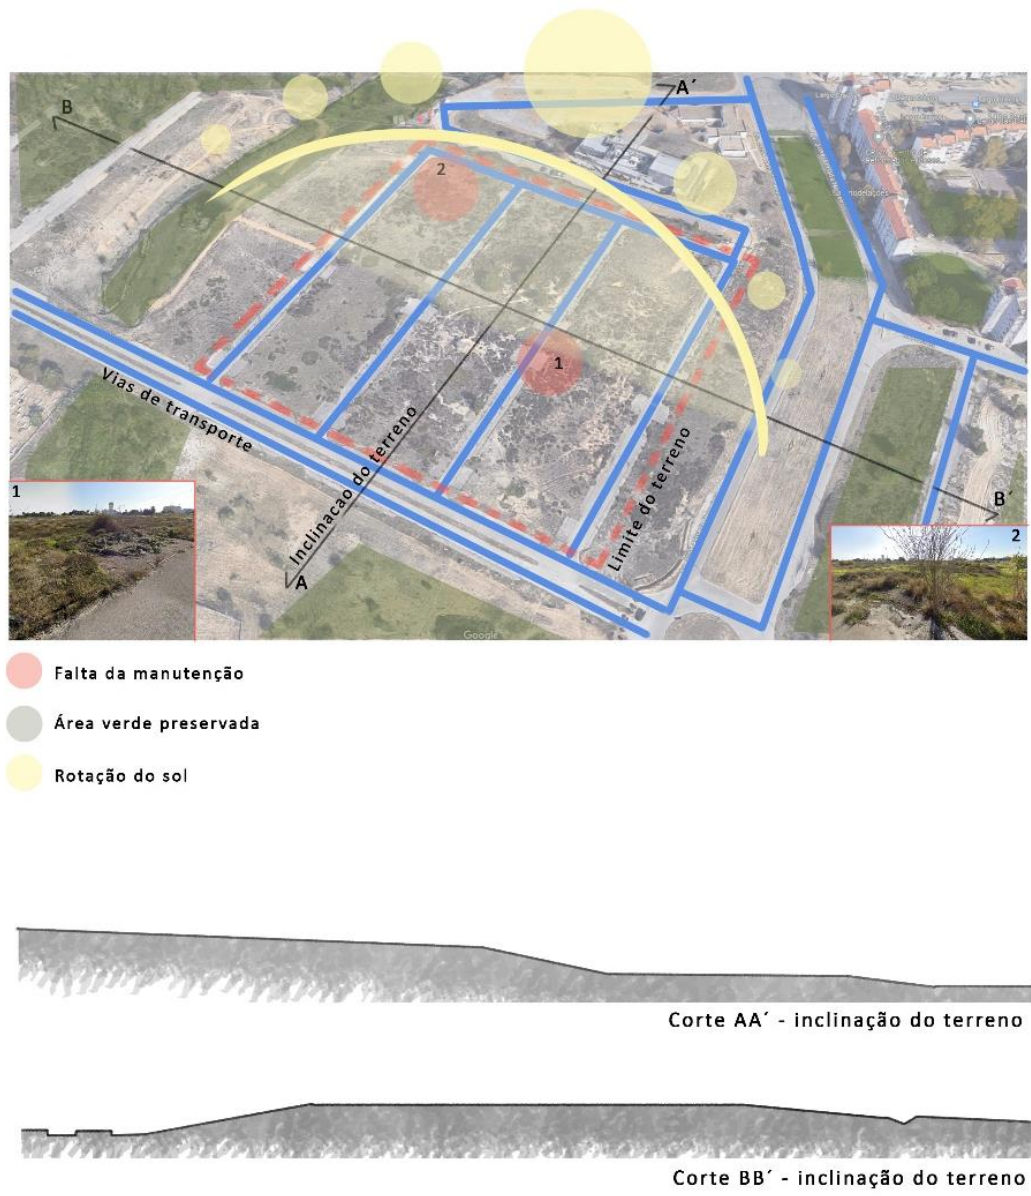 B
A´
2
1
Vias de transporte
Inclinacao do terreno
Limite do terreno
B´
A
1
2
Google
Falta da manutenção
Área verde preservada
Rotação do sol
Corte AA´ - inclinação do terreno
Corte BB´ - inclinação do terreno